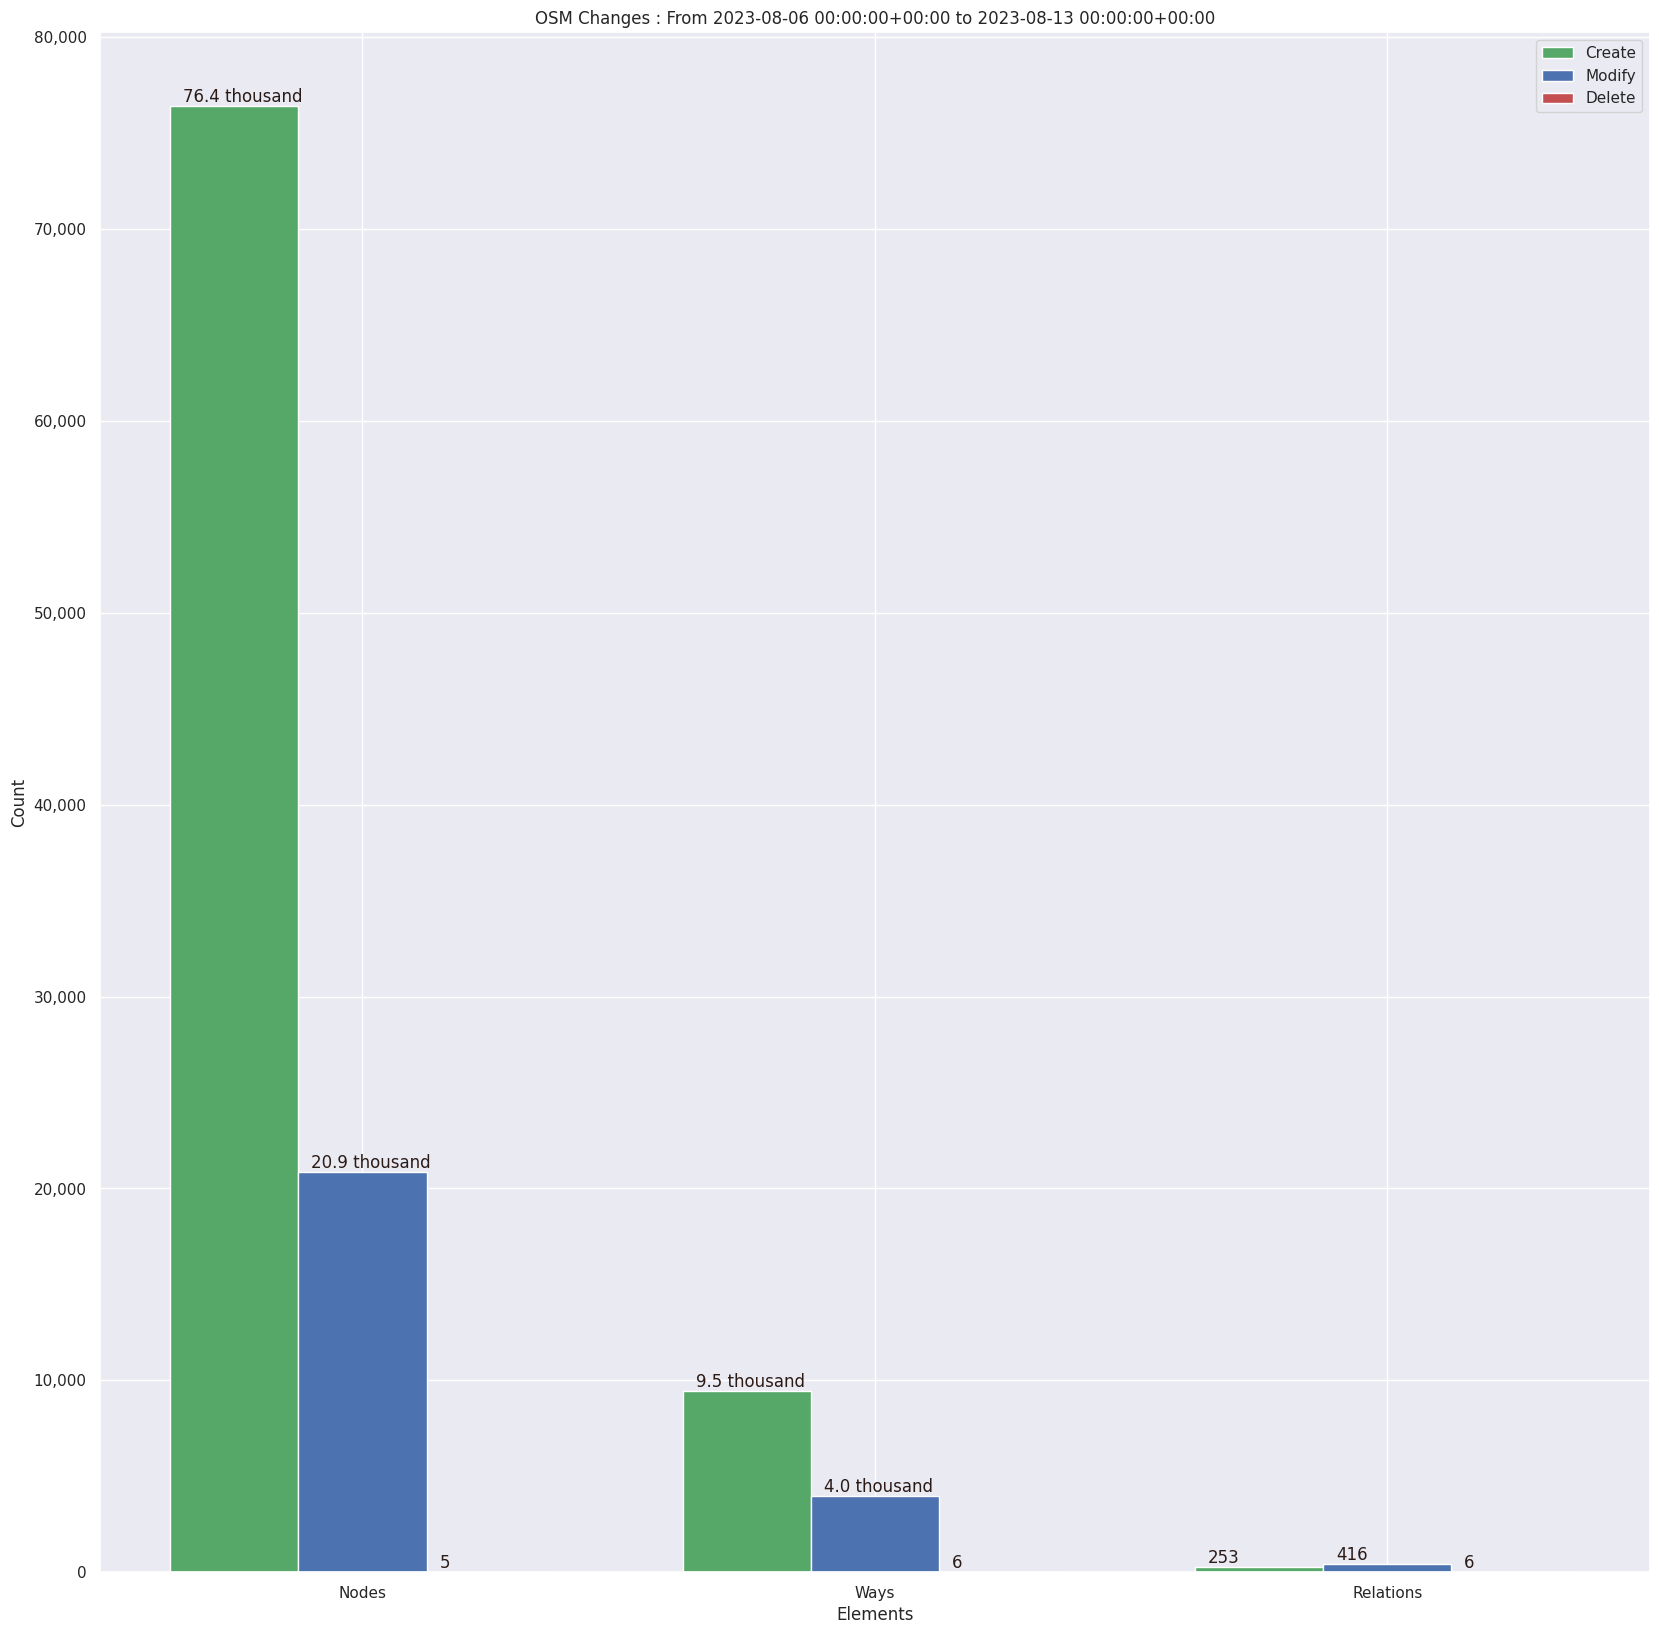 OSM Changes : From 2023-08-06 00:00:00+00:00 to 2023-08-13 00:00:00+00:00
Create
Modify
Delete
Count
80,000
70,000
60,000
50,000
40,000
30,000
20,000
10,000
0
76.4 thousand
20.9 thousand
5
9.5 thousand
4.0 thousand
6
253
416
6
Nodes
Ways
Relations
Elements